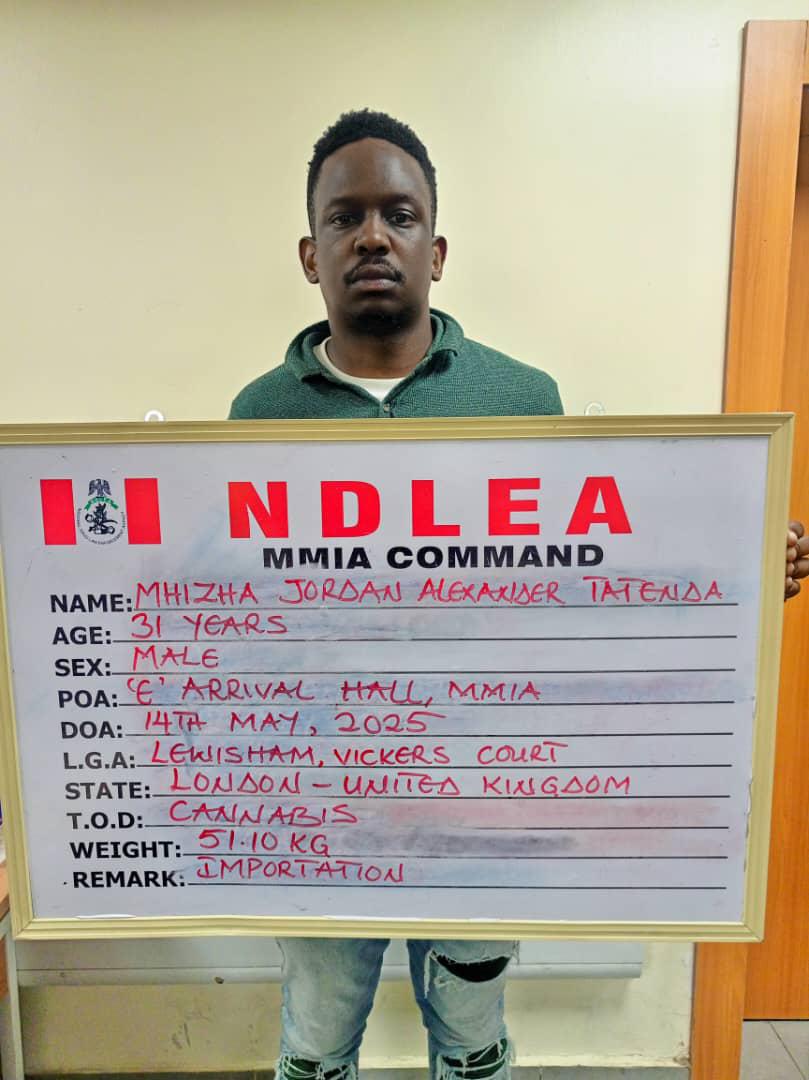 NDLEA
MMIA COMMAND
NAME: MHIZHA JORDAN ALEXANDER TATENDA
AGE: 31 YEARS
SEX: MALE
POA: 'E' ARRIVAL HALL, MMIA
DOA: 14TH MAY, 2025
L.G.A: LEWISHAM, VICKERS COURT
STATE: LONDON - UNITED KINGDOM
T.O.D: CANNABIS
WEIGHT: 51.10 KG
REMARK: IMPORTATION